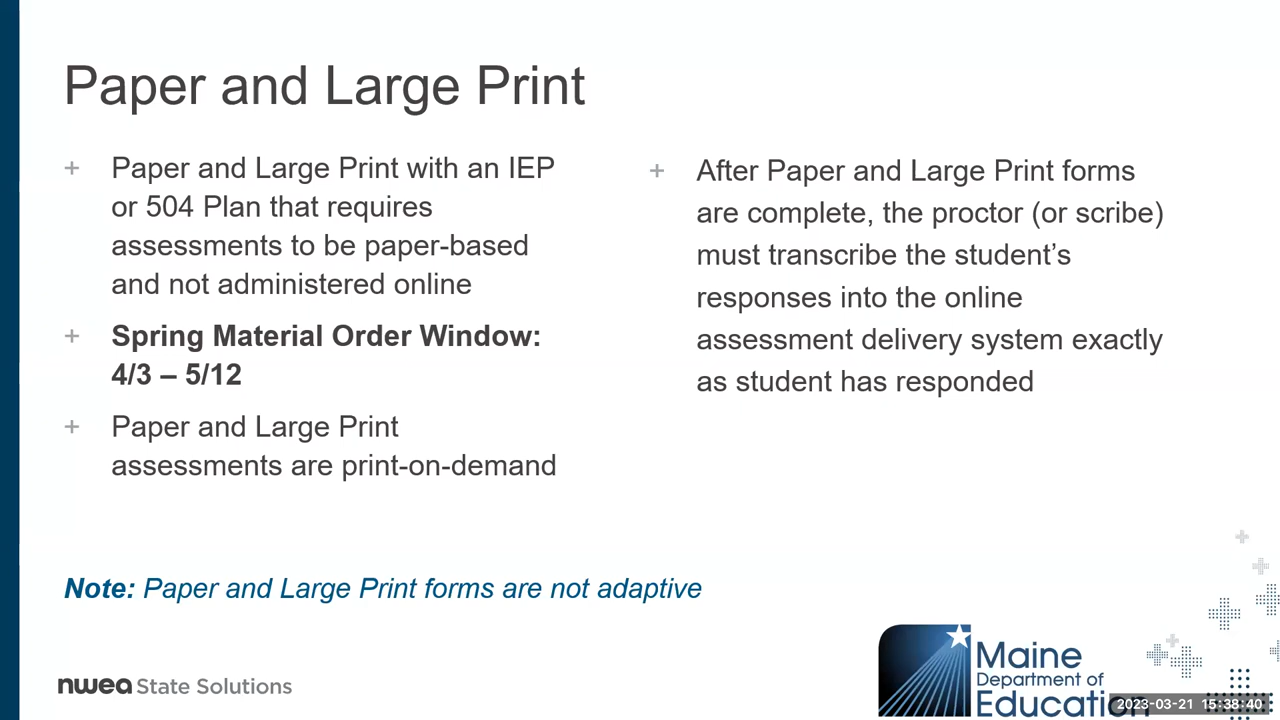 Paper and Large Print
+ Paper and Large Print with an IEP
or 504 Plan that requires
assessments to be paper-based
and not administered online
+ Spring Material Order Window:
4/3 – 5/12
+ Paper and Large Print
assessments are print-on-demand
+ After Paper and Large Print forms
are complete, the proctor (or scribe)
must transcribe the student’s
responses into the online
assessment delivery system exactly
as student has responded
Note: Paper and Large Print forms are not adaptive
nwea State Solutions
Maine
Department of
Education
2023-03-21 15:38:40